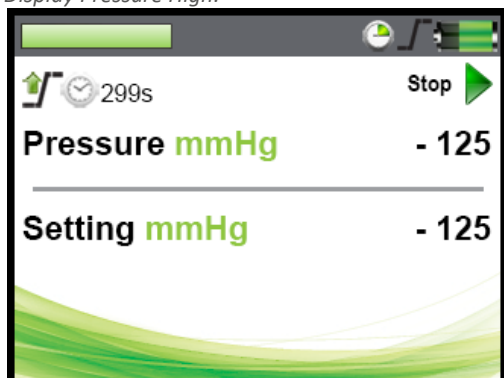 Display Pressure High.
299s
Stop
Pressure mmHg - 125
Setting mmHg - 125